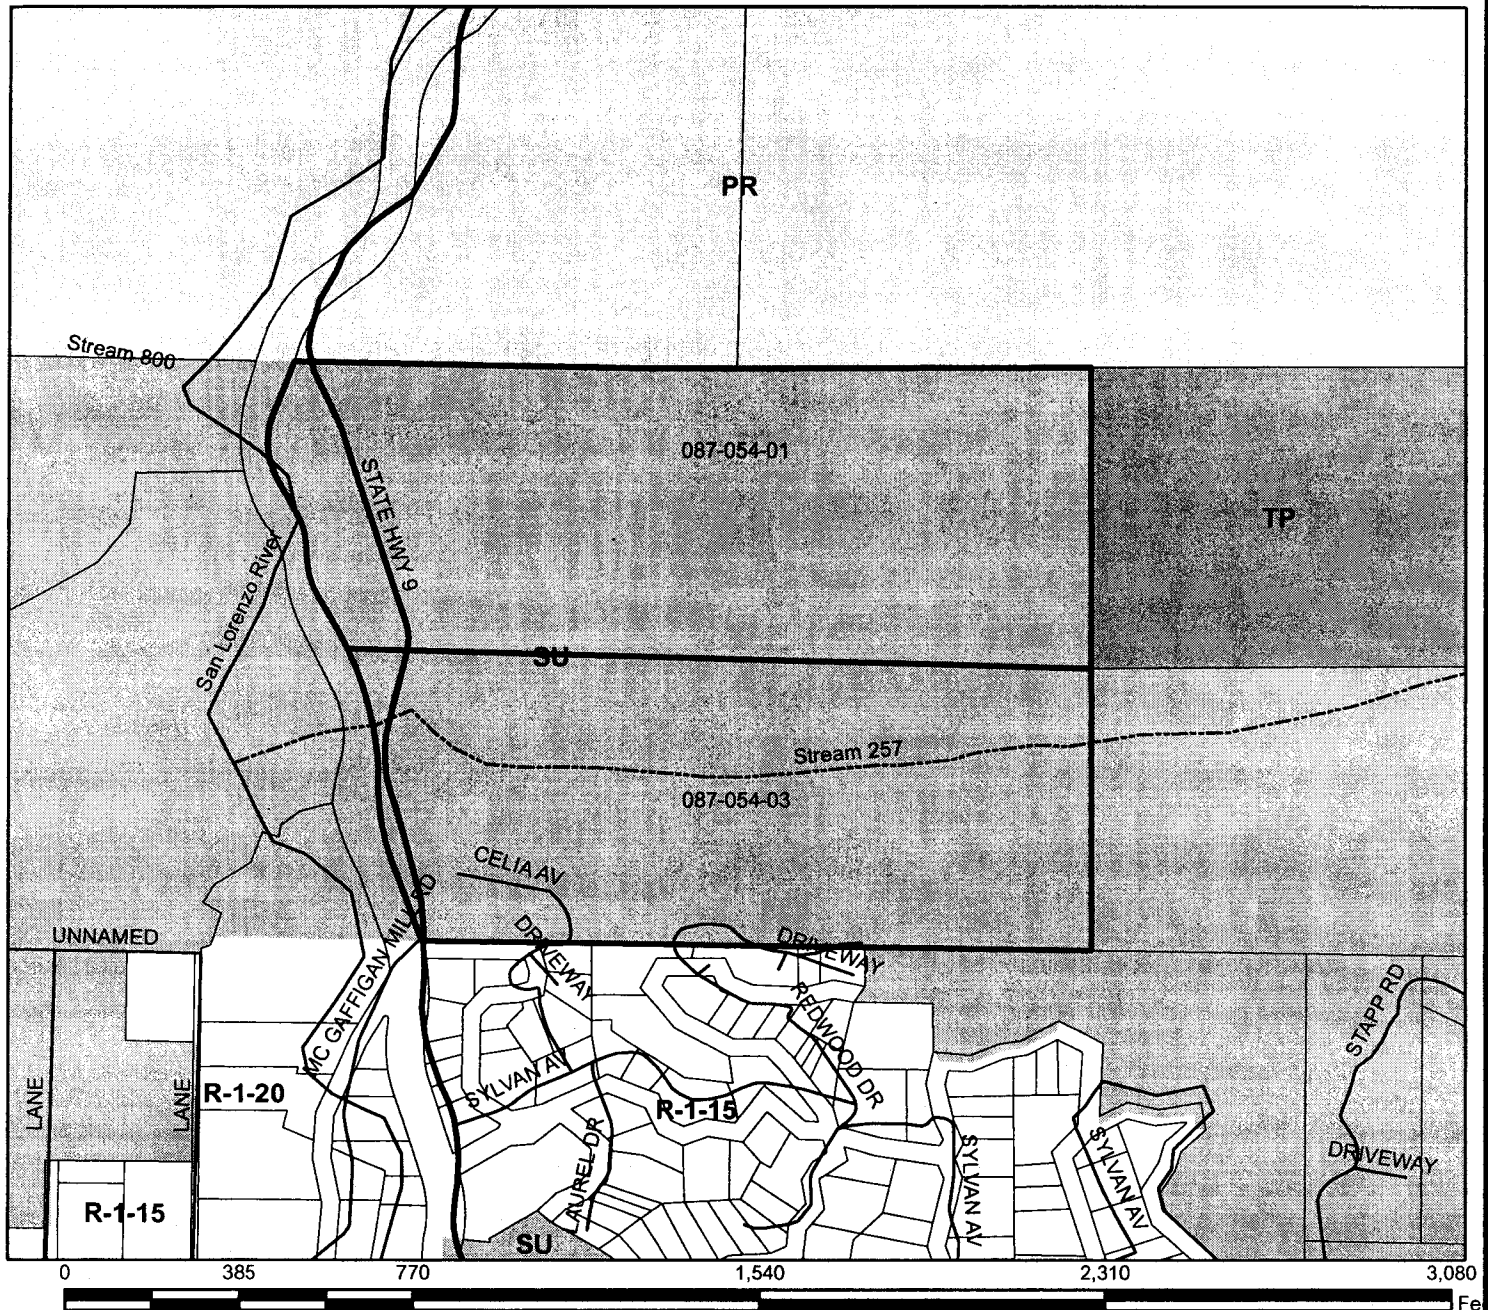 PR
Stream 800
087-054-01
STATE HWY 9
TP
San Lorenzo River
SU
Stream 257
087-054-03
CELIA AV
MC GAFFIGAN MILL RD
UNNAMED
DRIVEWAY
DRIVEWAY
REDWOOD DR
STAPP RD
LANE
LANE
R-1-20
SYLVAN AV
R-1-15
LAUREL DR
SYLVAN AV
SYLVAN AV
DRIVEWAY
R-1-15
SU
0 385 770 1,540 2,310 3,080